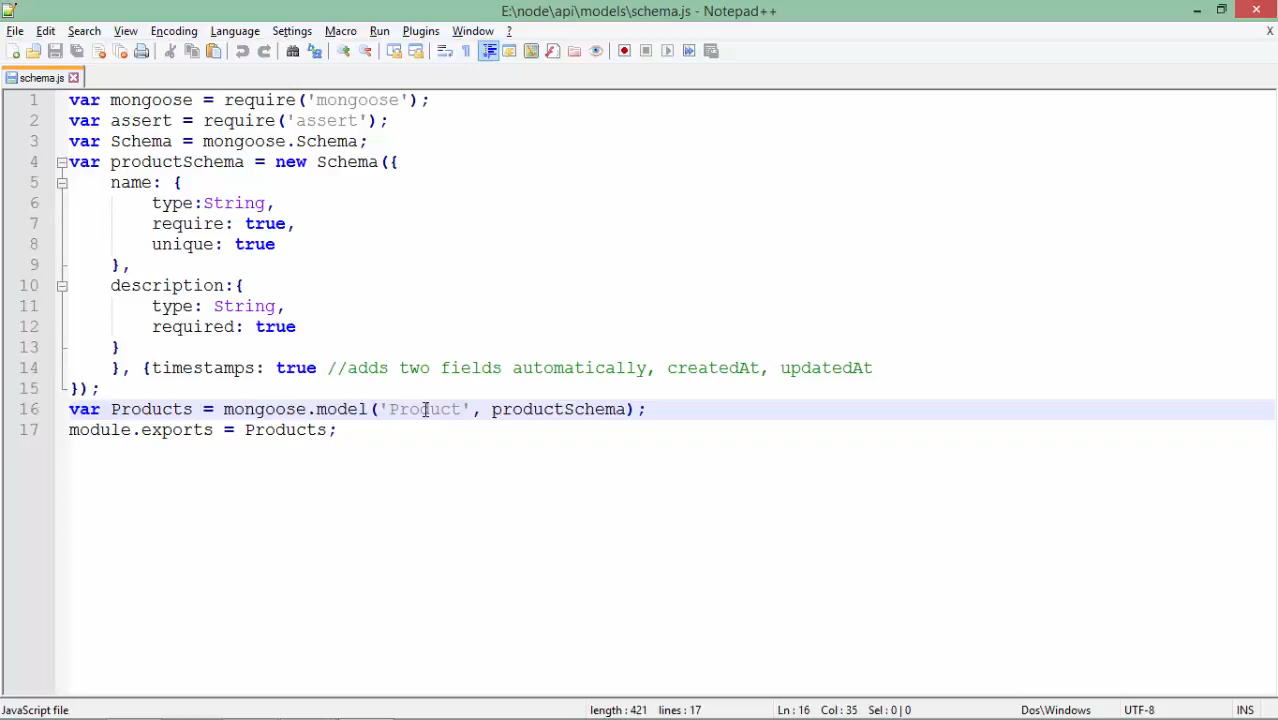 E:\node\api\models\schema.js - Notepad++
File Edit Search View Encoding Language Settings Macro Run Plugins Window ? X
schema.js
1 var mongoose = require('mongoose');
2 var assert = require('assert');
3 var Schema = mongoose.Schema;
4 var productSchema = new Schema({
5 name: {
6 type:String,
7 require: true,
8 unique: true
9 },
10 description:{
11 type: String,
12 required: true
13 }
14 }, {timestamps: true //adds two fields automatically, createdAt, updatedAt
15 });
16 var Products = mongoose.model('Product', productSchema);
17 module.exports = Products;
JavaScript file length : 421 lines : 17 Ln : 16 Col : 35 Sel : 0 | 0 Dos\Windows UTF-8 INS